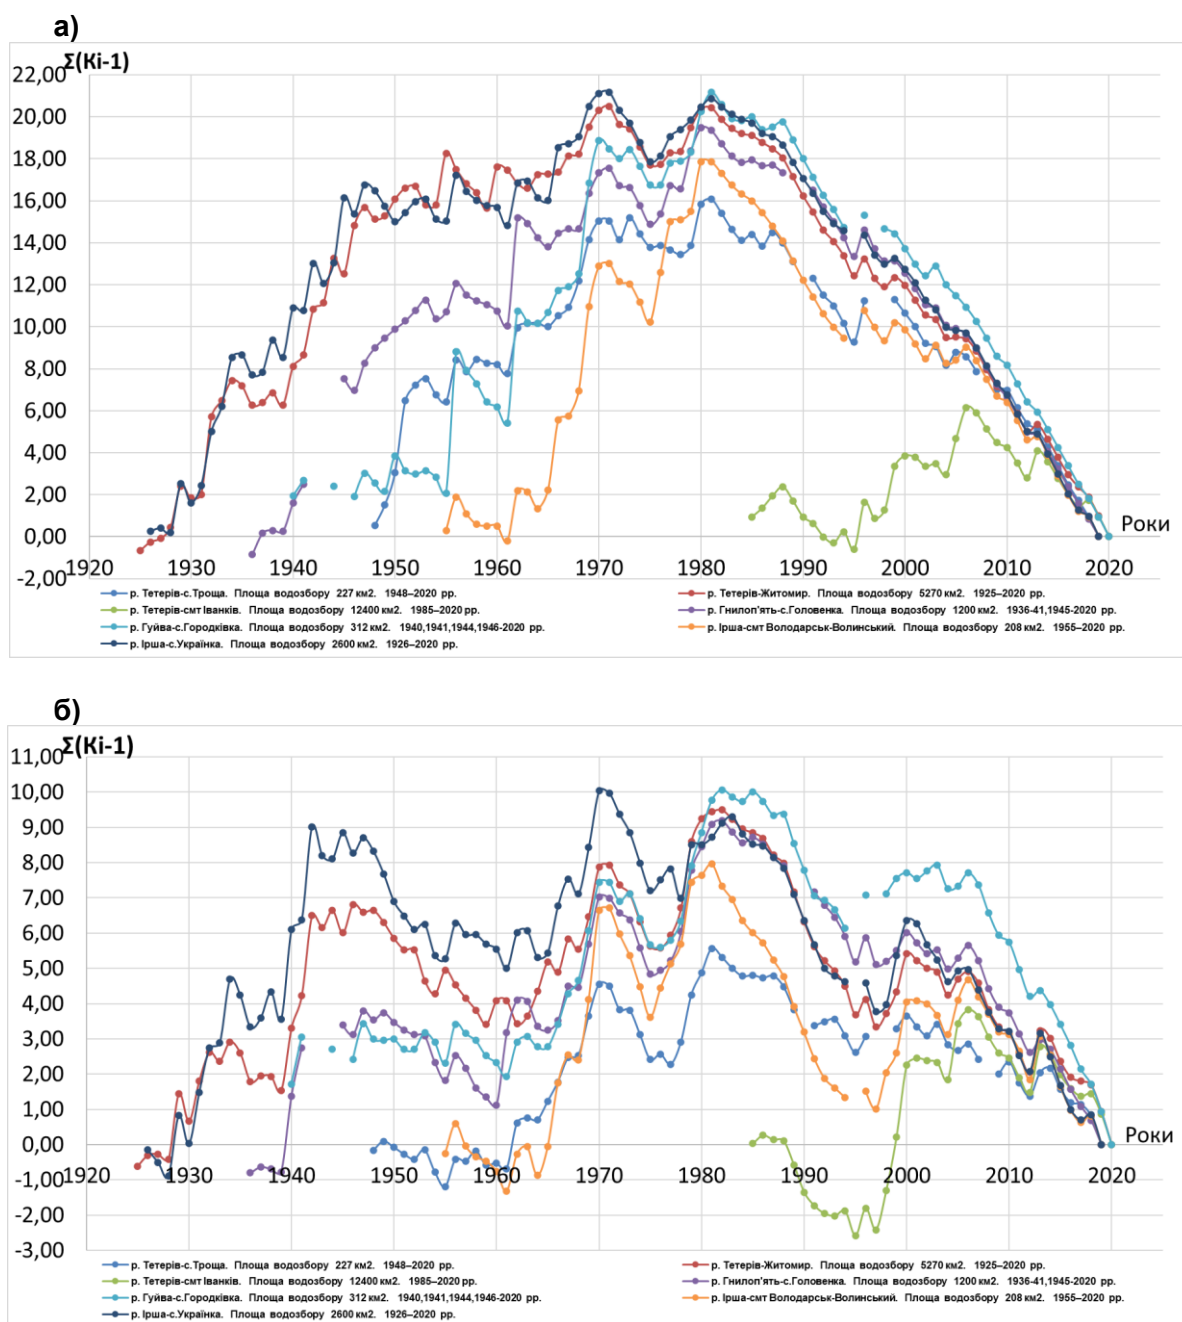 а)
Σ(Кі-1)
22,00
20,00
18,00
16,00
14,00
12,00
10,00
8,00
6,00
4,00
2,00
0,00
-2,00
Роки
1920 1930 1940 1950 1960 1970 1980 1990 2000 2010 2020
р. Тетерів-с.Троща. Площа водозбору 227 км2. 1948–2020 рр.
р. Тетерів-Житомир. Площа водозбору 5270 км2. 1925–2020 рр.
р. Тетерів-смт Іванків. Площа водозбору 12400 км2. 1985–2020 рр.
р. Гнилоп'ять-с.Головенка. Площа водозбору 1200 км2. 1936-41,1945-2020 рр.
р. Гуйва-с.Городківка. Площа водозбору 312 км2. 1940,1941,1944,1946-2020 рр.
р. Ірша-смт Володарськ-Волинський. Площа водозбору 208 км2. 1955–2020 рр.
р. Ірша-с.Українка. Площа водозбору 2600 км2. 1926–2020 рр.
б)
Σ(Кі-1)
11,00
10,00
9,00
8,00
7,00
6,00
5,00
4,00
3,00
2,00
1,00
0,00
-1,00
-2,00
-3,00
Роки
1920 1930 1940 1950 1960 1970 1980 1990 2000 2010 2020
р. Тетерів-с.Троща. Площа водозбору 227 км2. 1948–2020 рр.
р. Тетерів-Житомир. Площа водозбору 5270 км2. 1925–2020 рр.
р. Тетерів-смт Іванків. Площа водозбору 12400 км2. 1985–2020 рр.
р. Гнилоп'ять-с.Головенка. Площа водозбору 1200 км2. 1936-41,1945-2020 рр.
р. Гуйва-с.Городківка. Площа водозбору 312 км2. 1940,1941,1944,1946-2020 рр.
р. Ірша-смт Володарськ-Волинський. Площа водозбору 208 км2. 1955–2020 рр.
р. Ірша-с.Українка. Площа водозбору 2600 км2. 1926–2020 рр.